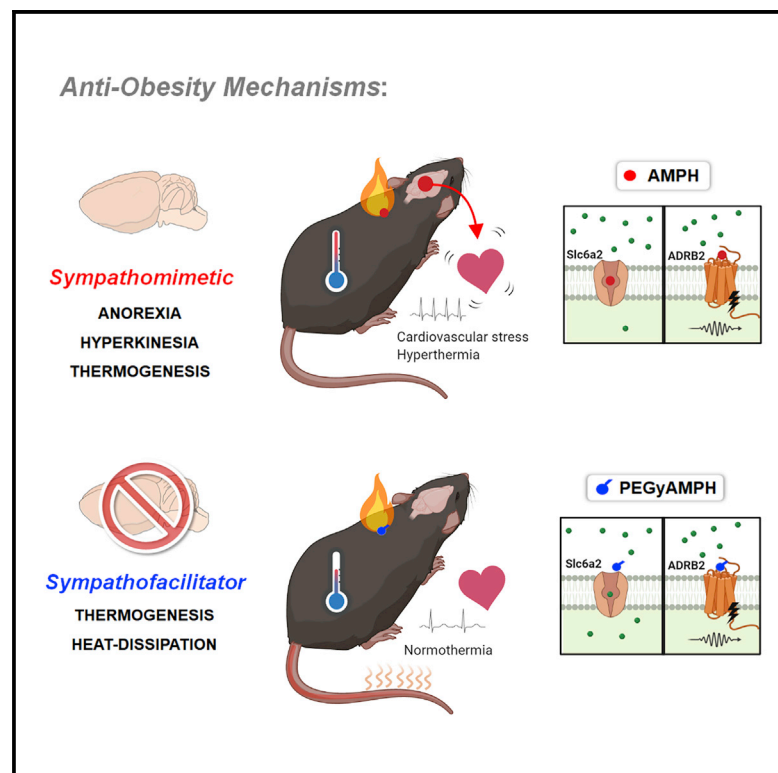 Anti-Obesity Mechanisms:
Sympathomimetic
ANOREXIA
HYPERKINESIA
THERMOGENESIS
Cardiovascular stress
Hyperthermia
AMPH
Slc6a2
ADRB2
Sympathofacilitator
THERMOGENESIS
HEAT-DISSIPATION
Normothermia
PEGyAMPH
Slc6a2
ADRB2